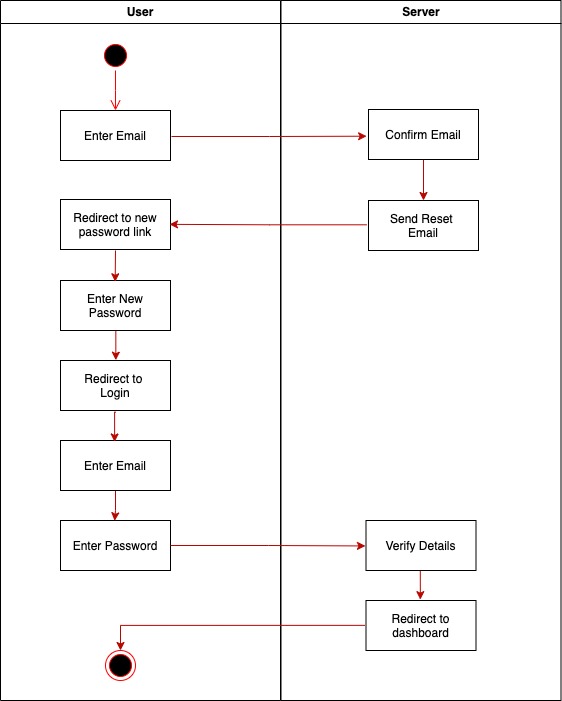 User
Server
Enter Email
Confirm Email
Redirect to new
password link
Send Reset
Email
Enter New
Password
Redirect to
Login
Enter Email
Enter Password
Verify Details
Redirect to
dashboard